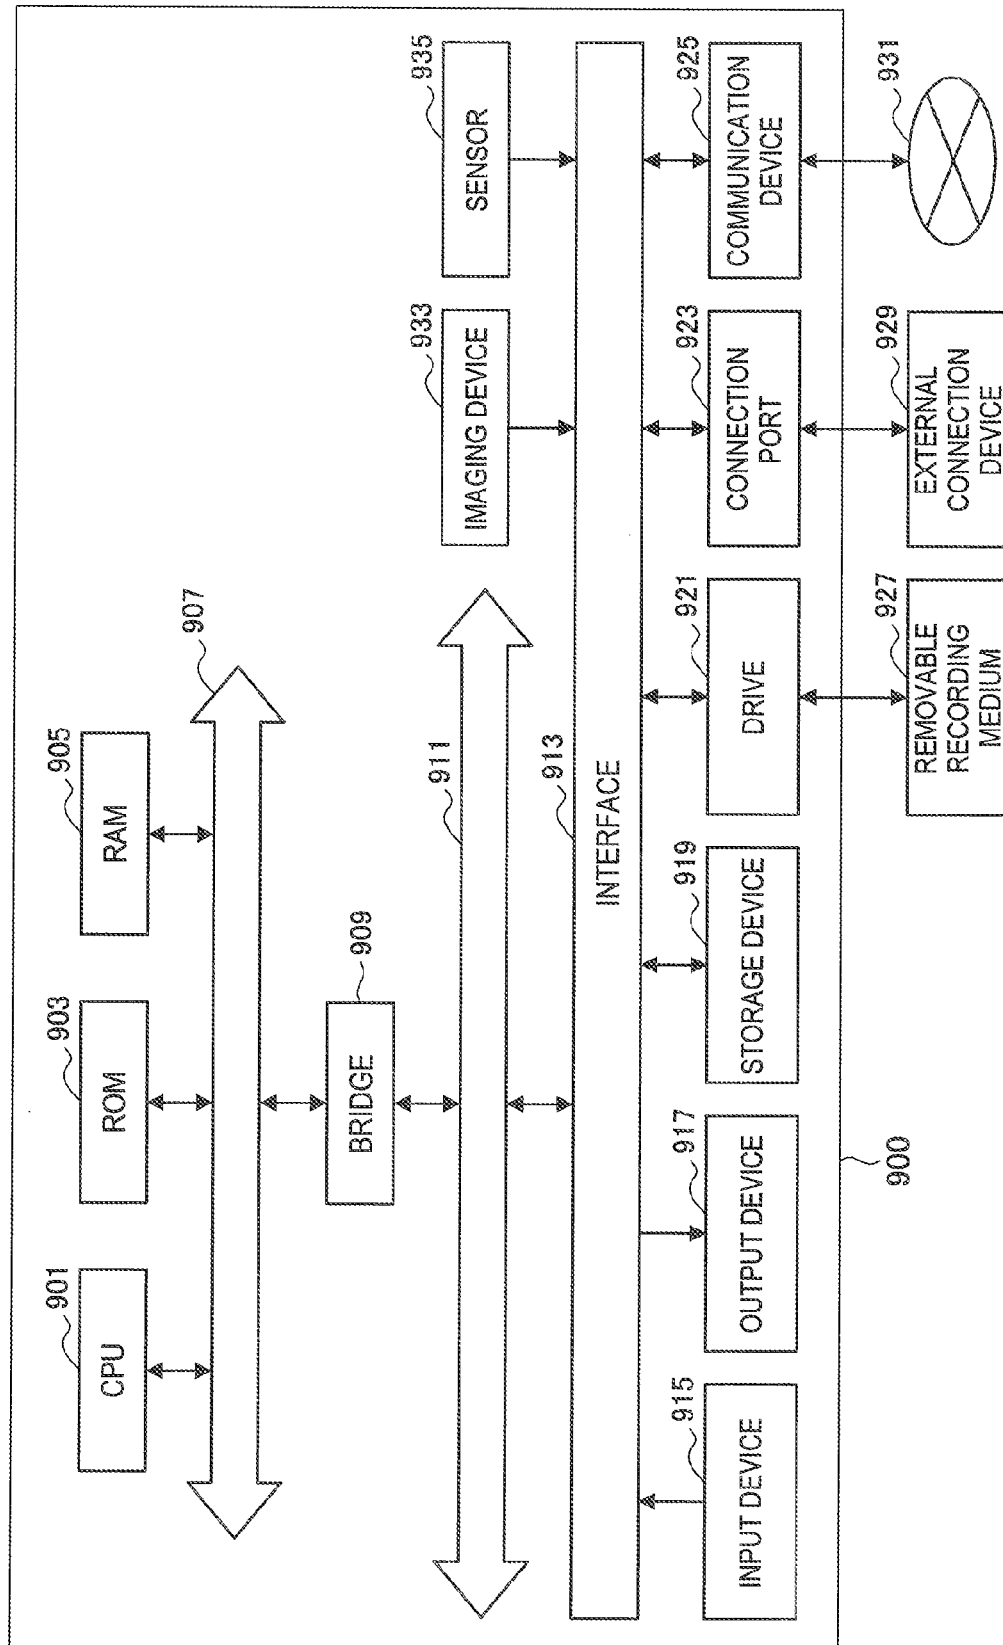 901
CPU
903
ROM
905
RAM
907
909
BRIDGE
911
933
IMAGING DEVICE
935
SENSOR
913
INTERFACE
915
INPUT DEVICE
917
OUTPUT DEVICE
919
STORAGE DEVICE
921
DRIVE
923
CONNECTION
PORT
925
COMMUNICATION
DEVICE
900
927
REMOVABLE
RECORDING
MEDIUM
929
EXTERNAL
CONNECTION
DEVICE
931